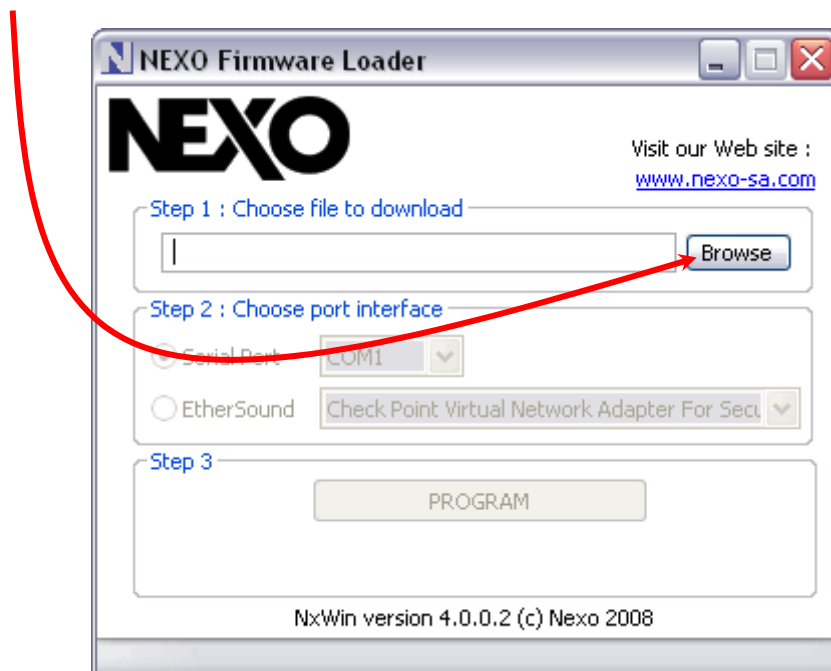 NEXO Firmware Loader
NEXO
Visit our Web site :
www.nexo-sa.com
Step 1 : Choose file to download
Browse
Step 2 : Choose port interface
Serial Port COM1
EtherSound Check Point Virtual Network Adapter For Secu
Step 3
PROGRAM
NxWin version 4.0.0.2 (c) Nexo 2008